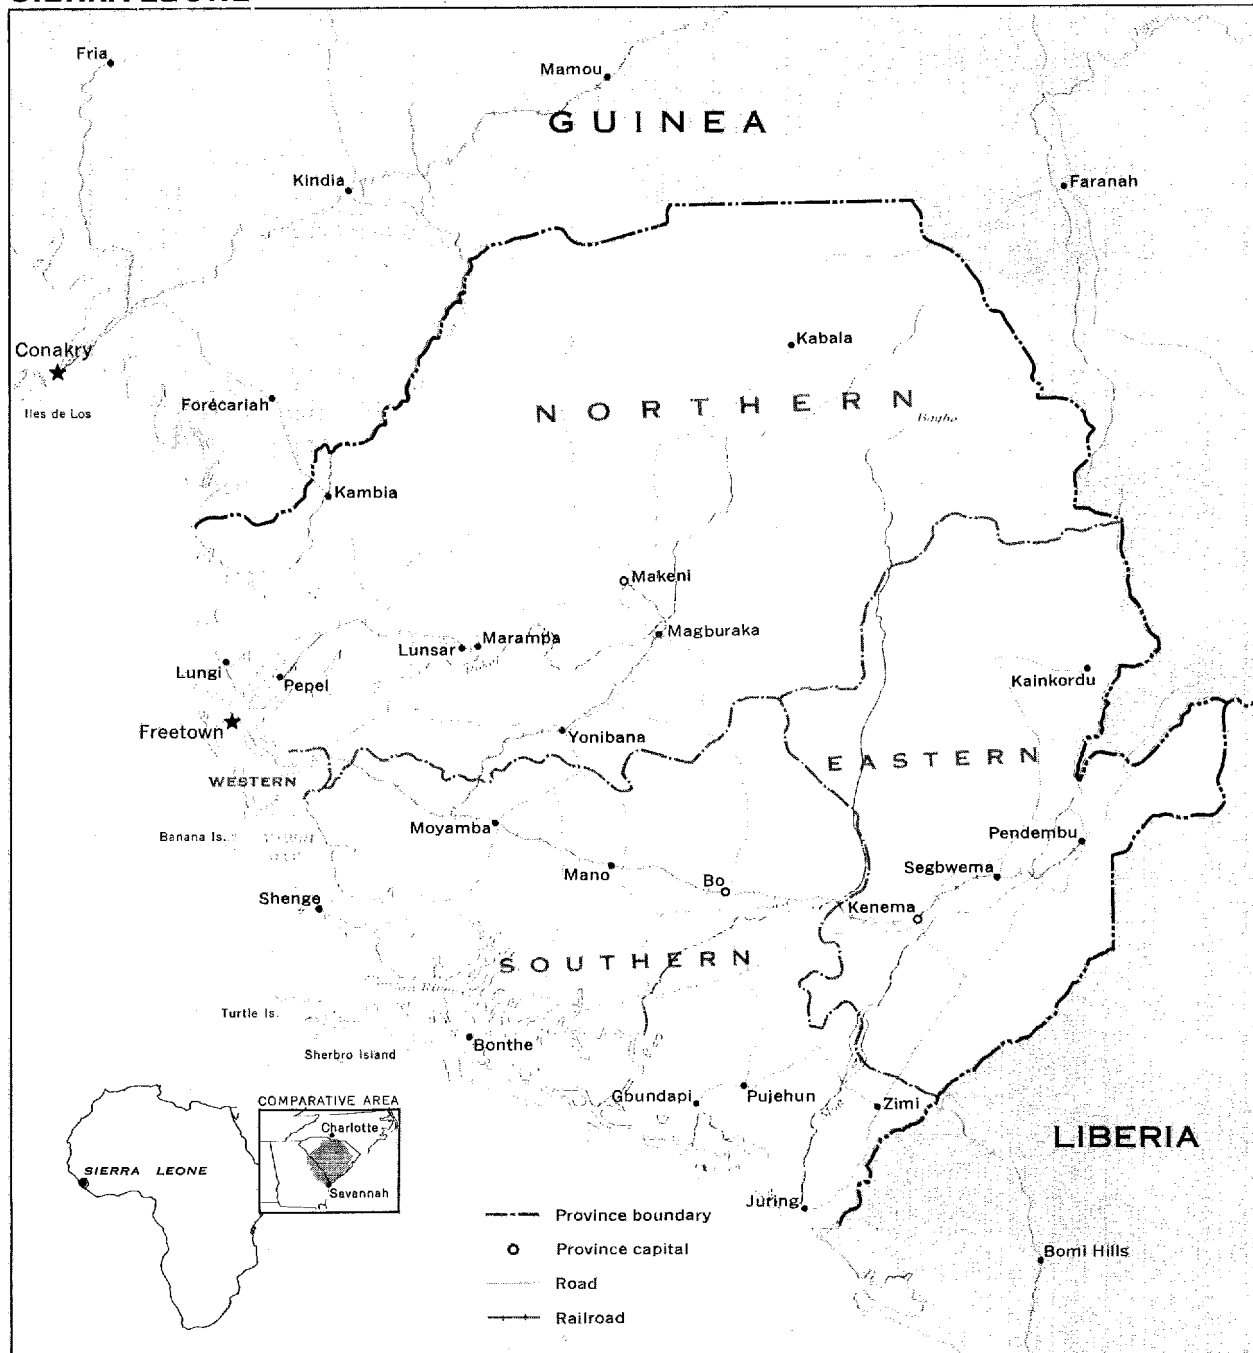 SIERRA LEONE
Fria
Mamou
GUINEA
Kindia
Faranah
Kabala
Conakry
Iles de Los
Forécariah
NORTHERN
Bagbo
Kambia
Makeni
Magburaka
Lunsar
Marampa
Rokel
Lungi
Pepel
Kainkordu
Freetown
Yonibana
EASTERN
WESTERN
Moyamba
Banana Is.
Pendembu
Mano
Bo
Segbwema
Shenge
Kenema
SOUTHERN
Turtle Is.
Bonthe
Sherbro Island
Gbundapi
Pujehun
Zimi
COMPARATIVE AREA
Charlotte
LIBERIA
SIERRA LEONE
Savannah
Juring
Province boundary
Province capital
Bomi Hills
Road
Railroad